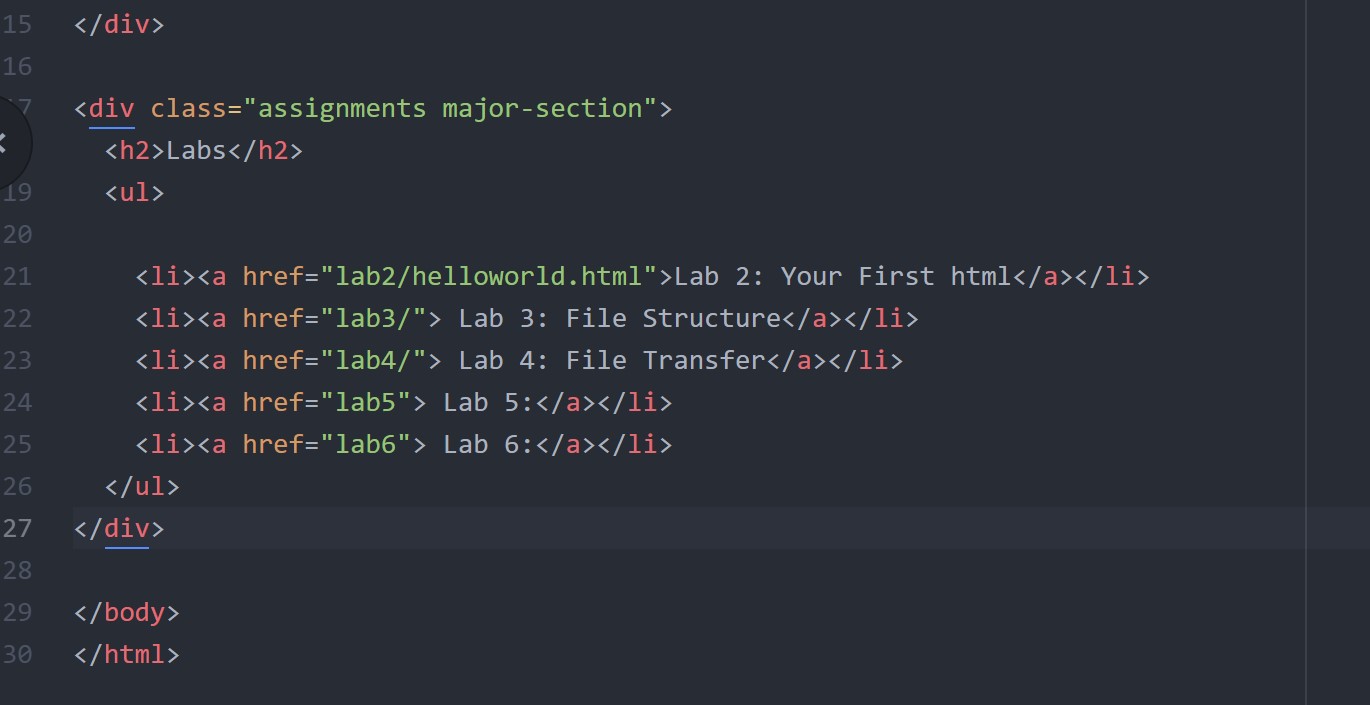 15 </div>
16
17 <div class="assignments major-section">
<h2>Labs</h2>
19 <ul>
20
21 <li><a href="lab2/helloworld.html">Lab 2: Your First html</a></li>
22 <li><a href="lab3/"> Lab 3: File Structure</a></li>
23 <li><a href="lab4/"> Lab 4: File Transfer</a></li>
24 <li><a href="lab5"> Lab 5:</a></li>
25 <li><a href="lab6"> Lab 6:</a></li>
26 </ul>
27 </div>
28
29 </body>
30 </html>